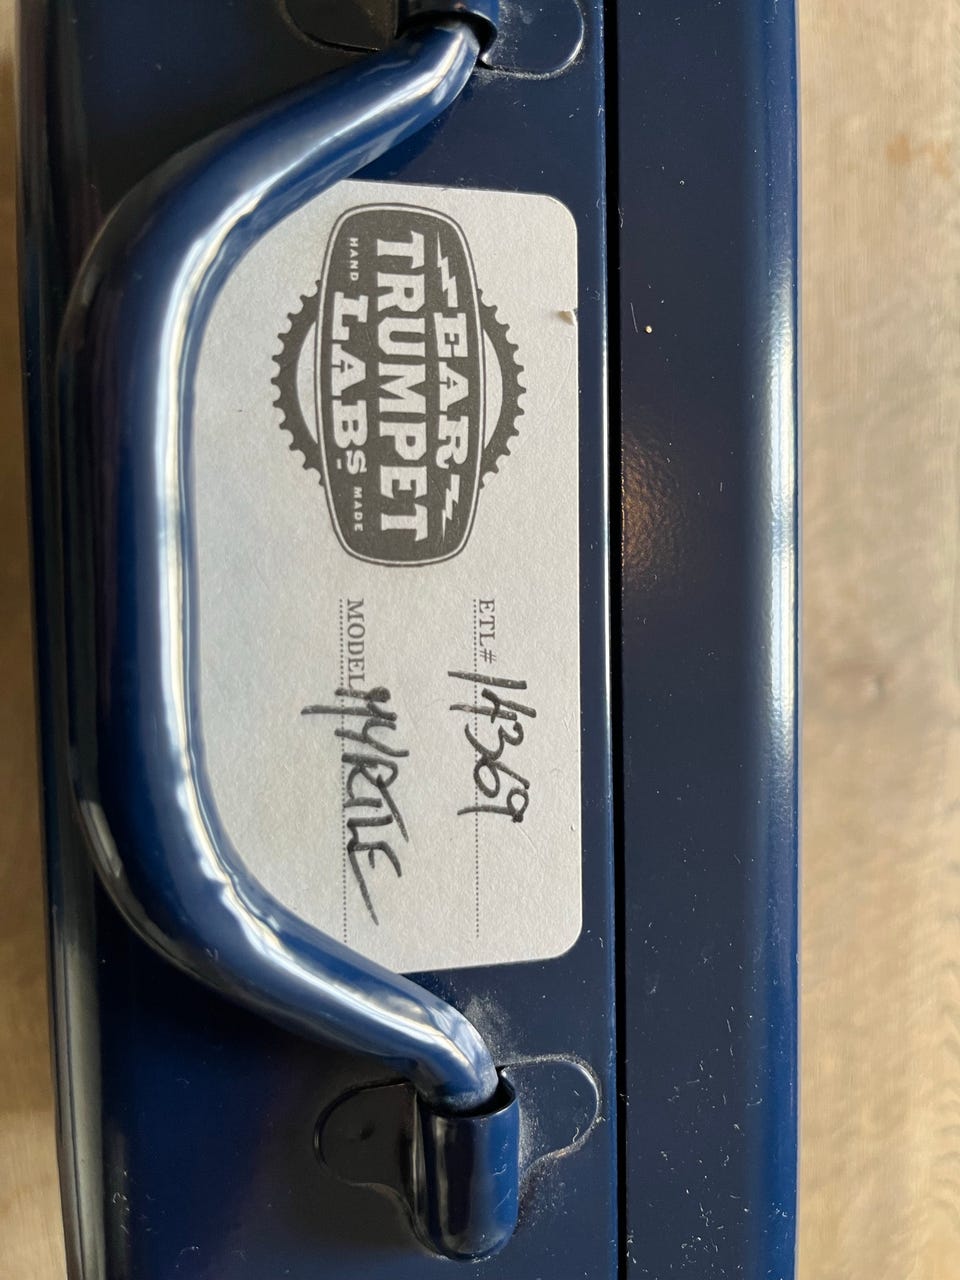 EAR
TRUMPET
HAND LABS MADE
ETL# 14369
MODEL MYRTLE